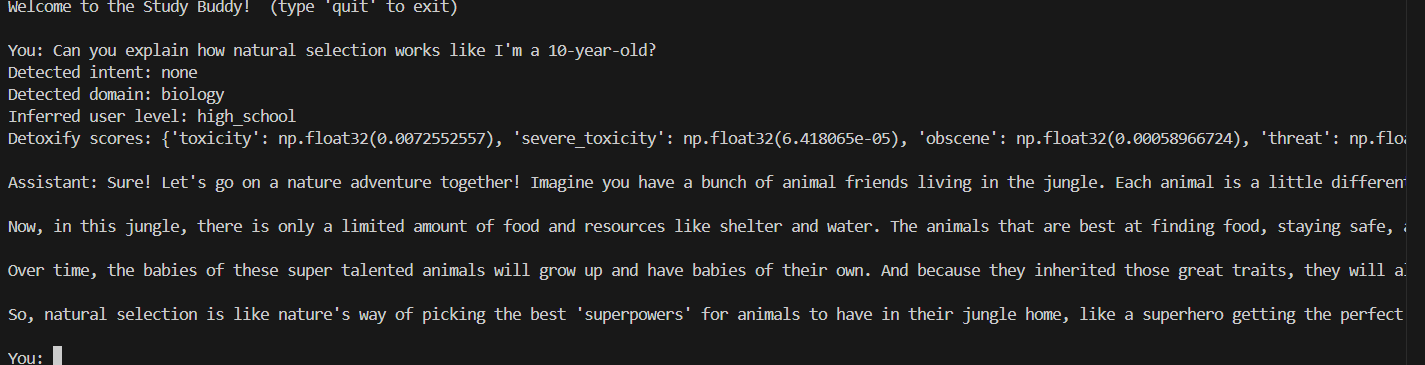 Welcome to the Study Buddy!  (type 'quit' to exit)
You: Can you explain how natural selection works like I'm a 10-year-old?
Detected intent: none
Detected domain: biology
Inferred user level: high_school
Detoxify scores: {'toxicity': np.float32(0.0072552557), 'severe_toxicity': np.float32(6.418065e-05), 'obscene': np.float32(0.00058966724), 'threat':
Assistant: Sure! Let's go on a nature adventure together! Imagine you have a bunch of animal friends living in the jungle. Each animal is a little different
Now, in this jungle, there is only a limited amount of food and resources like shelter and water. The animals that are best at finding food, staying safe,
Over time, the babies of these super talented animals will grow up and have babies of their own. And because they inherited those great traits, they will
So, natural selection is like nature's way of picking the best 'superpowers' for animals to have in their jungle home, like a superhero getting the perfect
You: